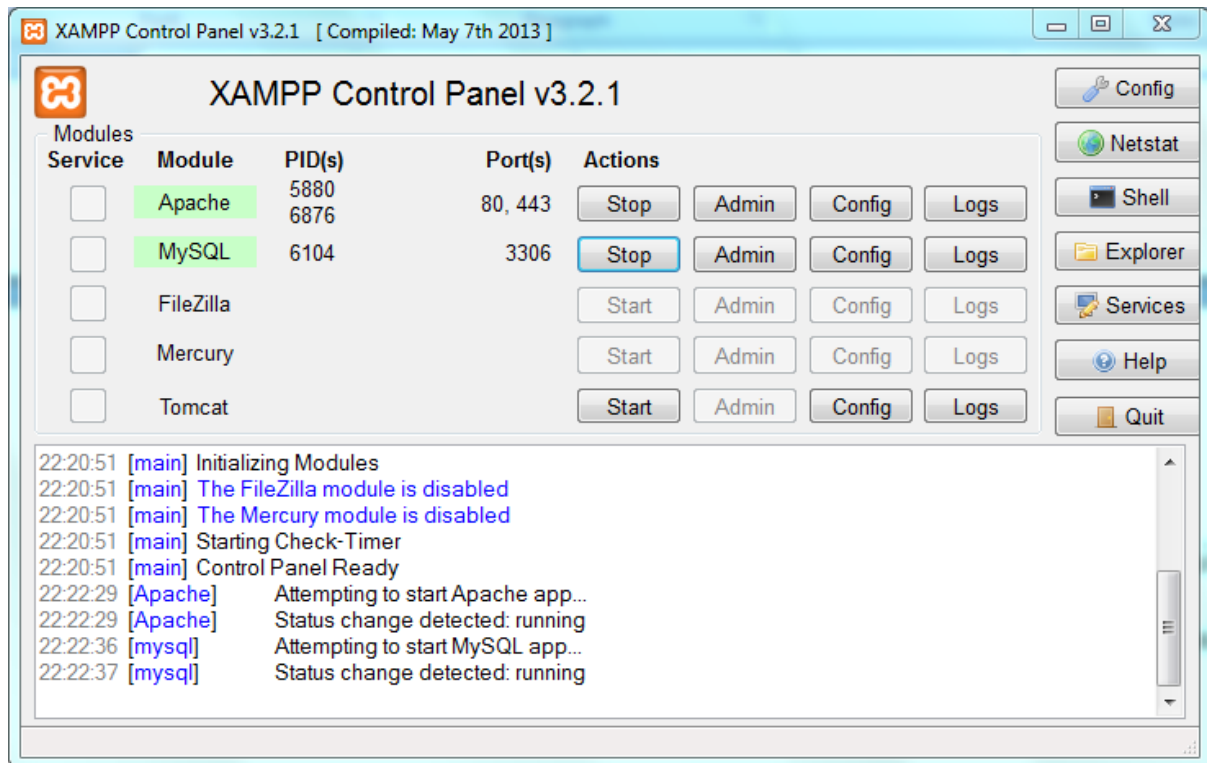 XAMPP Control Panel v3.2.1 [ Compiled: May 7th 2013 ]
XAMPP Control Panel v3.2.1
Config
Modules
Service Module PID(s) Port(s) Actions
Netstat
Apache 5880 6876 80, 443 Stop Admin Config Logs
Shell
MySQL 6104 3306 Stop Admin Config Logs
Explorer
FileZilla Start Admin Config Logs
Services
Mercury Start Admin Config Logs
Help
Tomcat Start Admin Config Logs
Quit
22:20:51 [main] Initializing Modules
22:20:51 [main] The FileZilla module is disabled
22:20:51 [main] The Mercury module is disabled
22:20:51 [main] Starting Check-Timer
22:20:51 [main] Control Panel Ready
22:22:29 [Apache] Attempting to start Apache app...
22:22:29 [Apache] Status change detected: running
22:22:36 [mysql] Attempting to start MySQL app...
22:22:37 [mysql] Status change detected: running